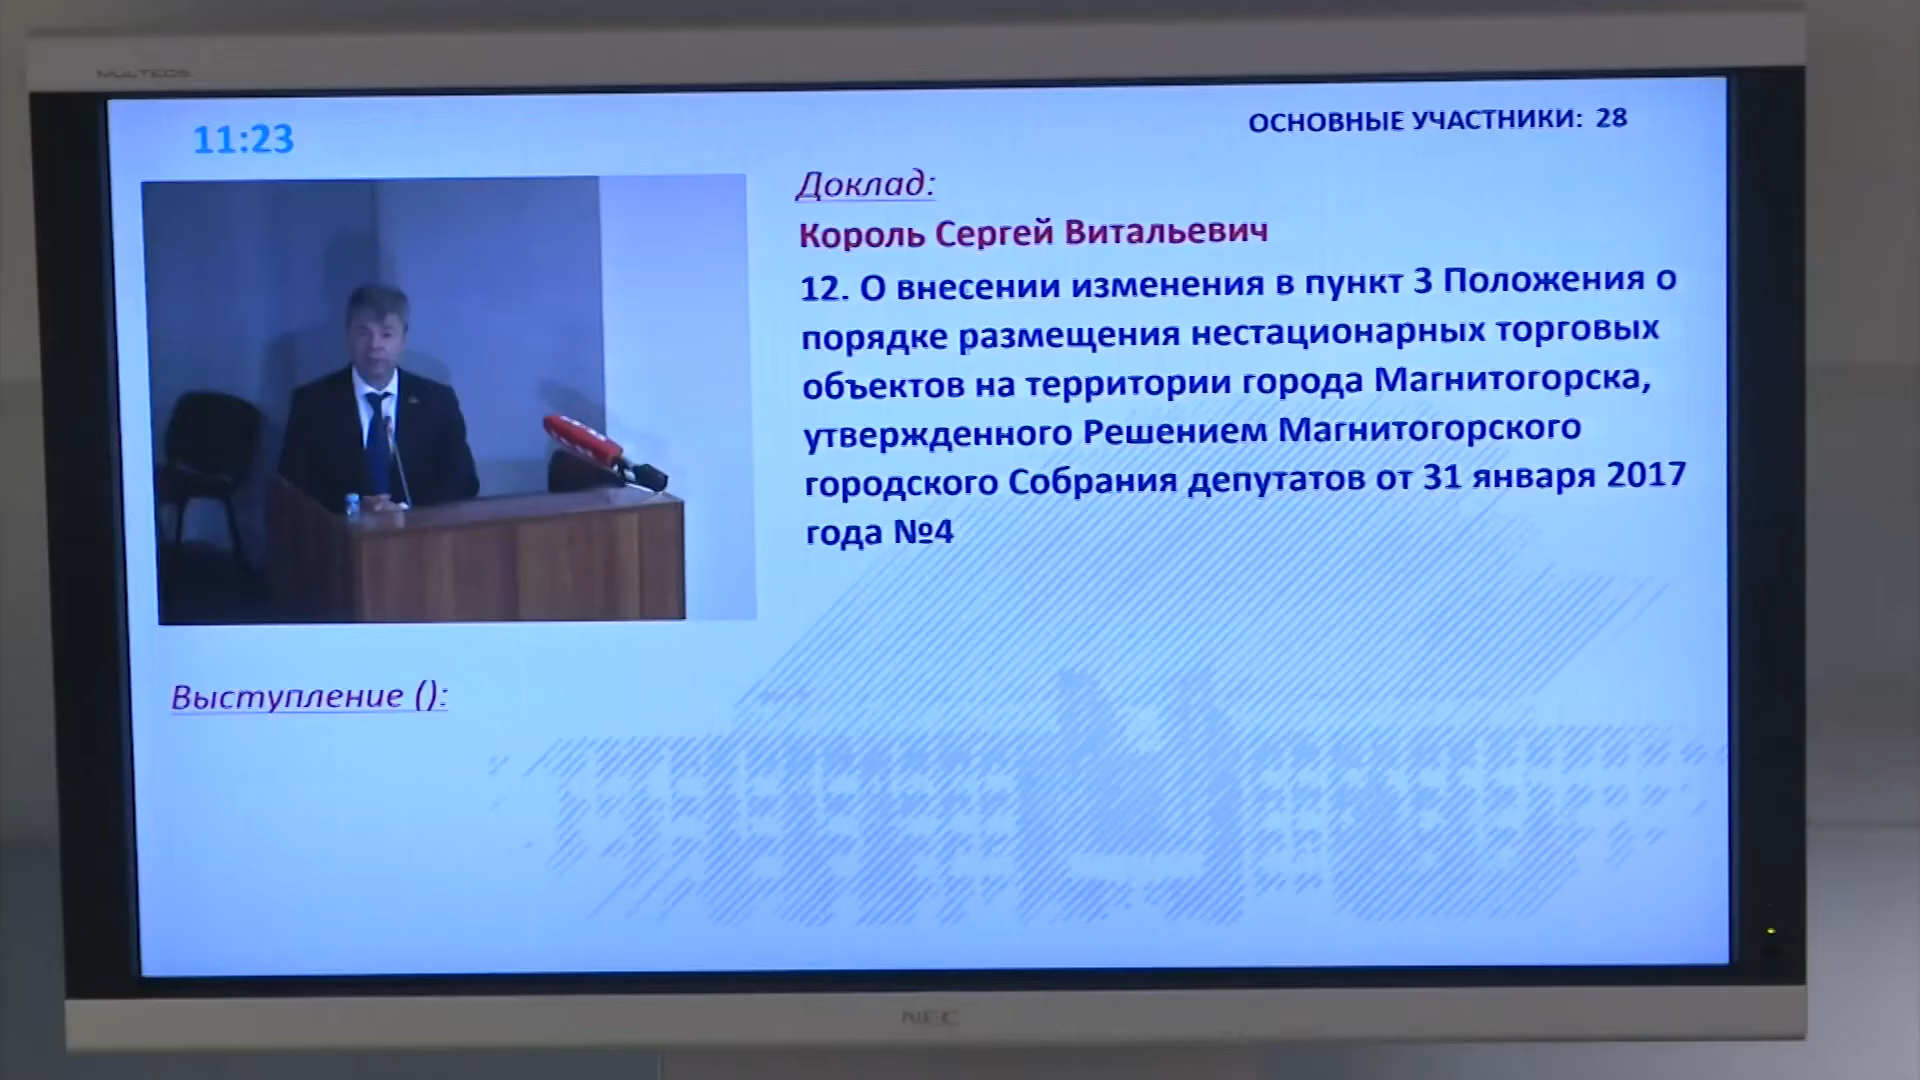 MULTEOS
11:23
ОСНОВНЫЕ УЧАСТНИКИ: 28
Доклад:
Король Сергей Витальевич
12. О внесении изменения в пункт 3 Положения о
порядке размещения нестационарных торговых
объектов на территории города Магнитогорска,
утвержденного Решением Магнитогорского
городского Собрания депутатов от 31 января 2017
года №4
Выступление ():
NEC